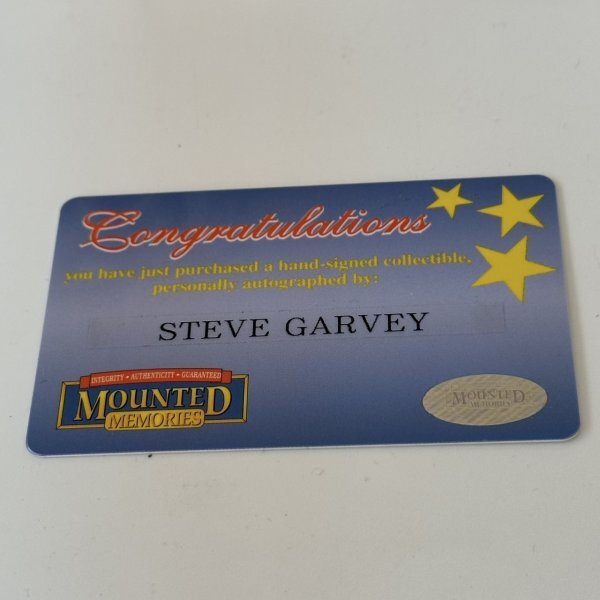 Congratulations
you have just purchased a hand-signed collectible,
personally autographed by:
STEVE GARVEY
INTEGRITY • AUTHENTICITY • GUARANTEED
MOUNTED
MEMORIES
MOUNTED
MEMORIES